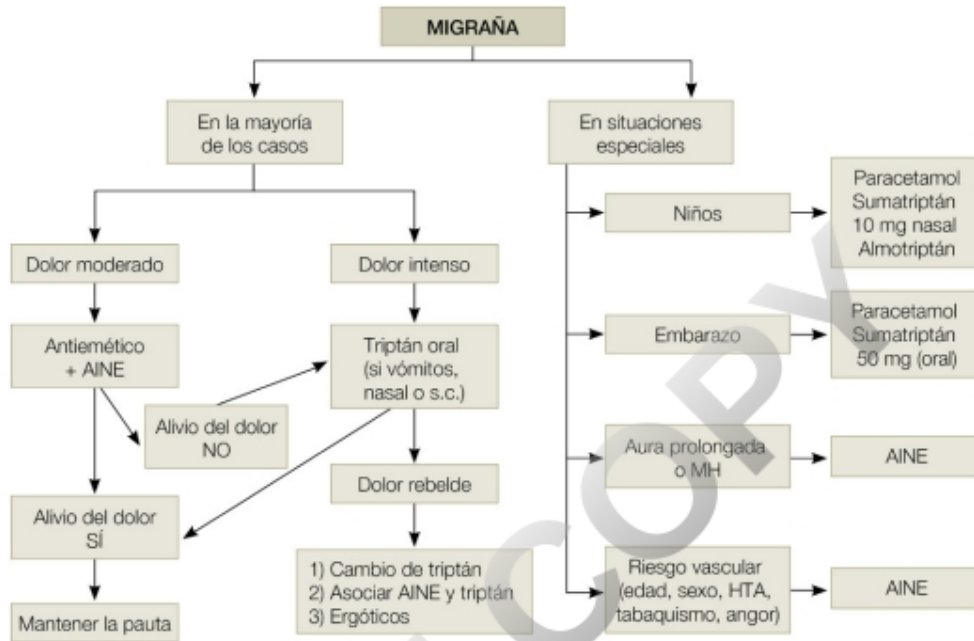 MIGRAÑA
En la mayoría
de los casos
En situaciones
especiales
Dolor moderado
Dolor intenso
Antiemético
+ AINE
Triptán oral
(si vómitos,
nasal o s.c.)
Alivio del dolor
NO
Dolor rebelde
Alivio del dolor
SÍ
1) Cambio de triptán
2) Asociar AINE y triptán
3) Ergóticos
Mantener la pauta
Niños
Paracetamol
Sumatriptán
10 mg nasal
Almotriptán
Embarazo
Paracetamol
Sumatriptán
50 mg (oral)
Aura prolongada
o MH
AINE
Riesgo vascular
(edad, sexo, HTA,
tabaquismo, angor)
AINE
COPY